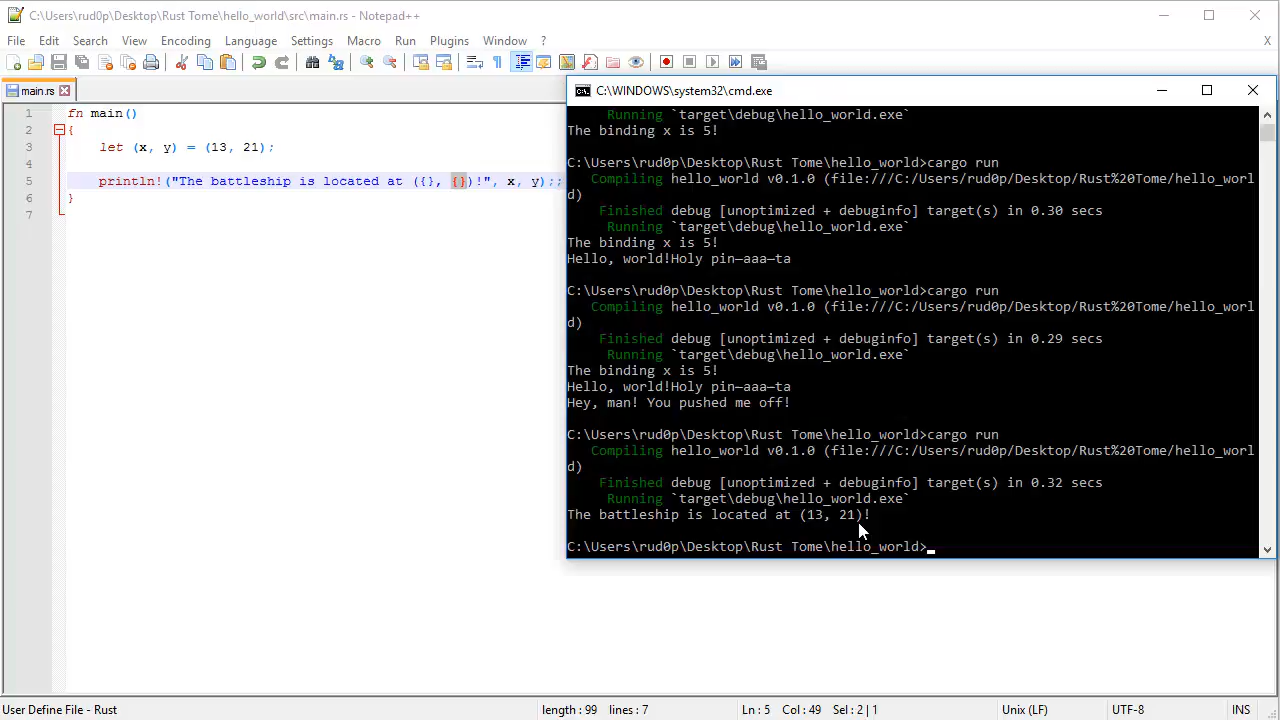 C:\Users\rud0p\Desktop\Rust Tome\hello_world\src\main.rs - Notepad++
File Edit Search View Encoding Language Settings Macro Run Plugins Window ?
X
main.rs
1 fn main()
2 {
3 let (x, y) = (13, 21);
4
5 println!("The battleship is located at ({}, {})!", x, y);;
6 }
7
C:\WINDOWS\system32\cmd.exe
Running `target\debug\hello_world.exe`
The binding x is 5!
C:\Users\rud0p\Desktop\Rust Tome\hello_world>cargo run
Compiling hello_world v0.1.0 (file:///C:/Users/rud0p/Desktop/Rust%20Tome/hello_worl
d)
Finished debug [unoptimized + debuginfo] target(s) in 0.30 secs
Running `target\debug\hello_world.exe`
The binding x is 5!
Hello, world!Holy pin—aaa—ta
C:\Users\rud0p\Desktop\Rust Tome\hello_world>cargo run
Compiling hello_world v0.1.0 (file:///C:/Users/rud0p/Desktop/Rust%20Tome/hello_worl
d)
Finished debug [unoptimized + debuginfo] target(s) in 0.29 secs
Running `target\debug\hello_world.exe`
The binding x is 5!
Hello, world!Holy pin—aaa—ta
Hey, man! You pushed me off!
C:\Users\rud0p\Desktop\Rust Tome\hello_world>cargo run
Compiling hello_world v0.1.0 (file:///C:/Users/rud0p/Desktop/Rust%20Tome/hello_worl
d)
Finished debug [unoptimized + debuginfo] target(s) in 0.32 secs
Running `target\debug\hello_world.exe`
The battleship is located at (13, 21)!
C:\Users\rud0p\Desktop\Rust Tome\hello_world>
User Define File - Rust length : 99 lines : 7 Ln : 5 Col : 49 Sel : 2 | 1 Unix (LF) UTF-8 INS